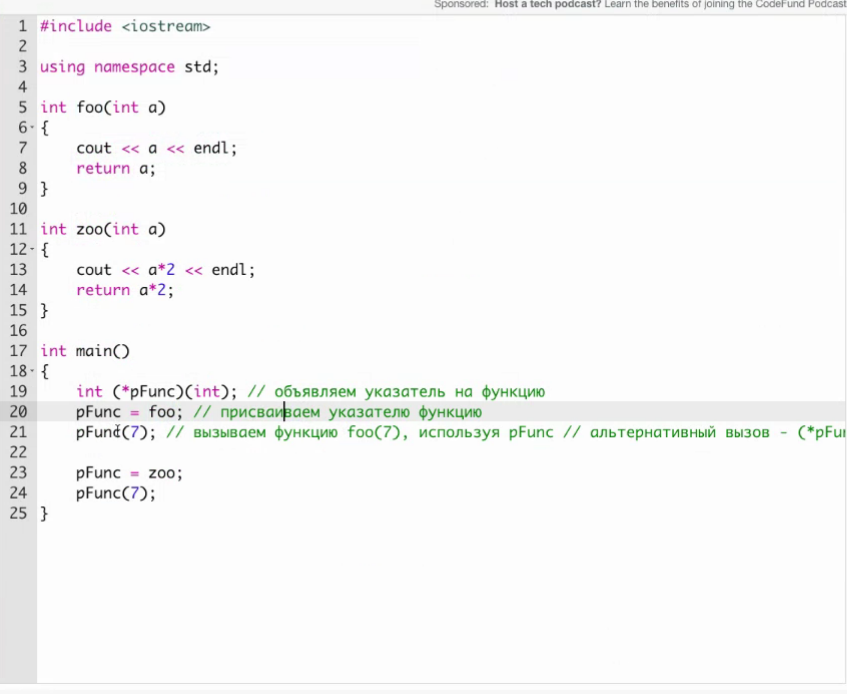 Sponsored: Host a tech podcast? Learn the benefits of joining the CodeFund Podcast
1 #include <iostream>
2
3 using namespace std;
4
5 int foo(int a)
6 {
7 cout << a << endl;
8 return a;
9 }
10
11 int zoo(int a)
12 {
13 cout << a*2 << endl;
14 return a*2;
15 }
16
17 int main()
18 {
19 int (*pFunc)(int); // объявляем указатель на функцию
20 pFunc = foo; // присваиваем указателю функцию
21 pFunc(7); // вызываем функцию foo(7), используя pFunc // альтернативный вызов - (*pFun
22
23 pFunc = zoo;
24 pFunc(7);
25 }